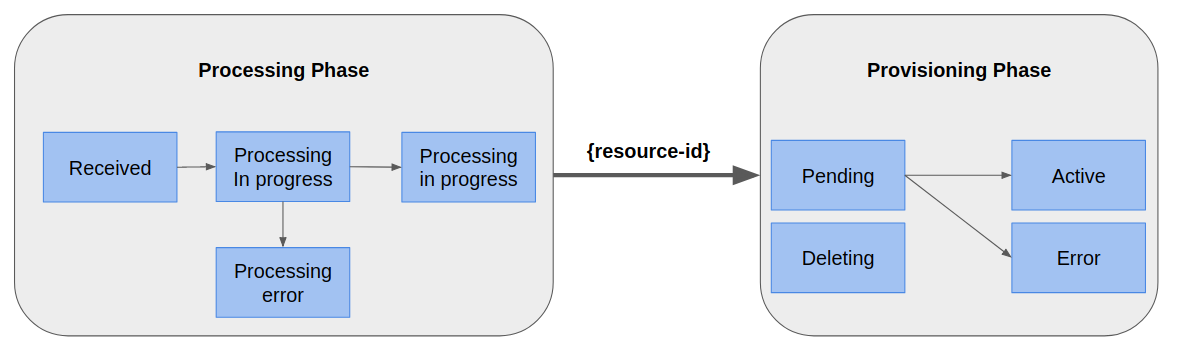 Processing Phase
Received
Processing
In progress
Processing
in progress
Processing
error
{resource-id}
Provisioning Phase
Pending
Active
Deleting
Error